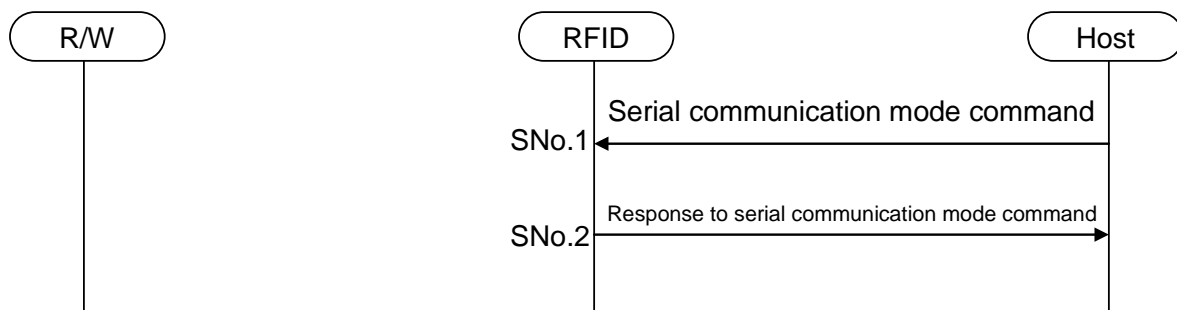 R/W
RFID
Host
Serial communication mode command
SNo.1
Response to serial communication mode command
SNo.2